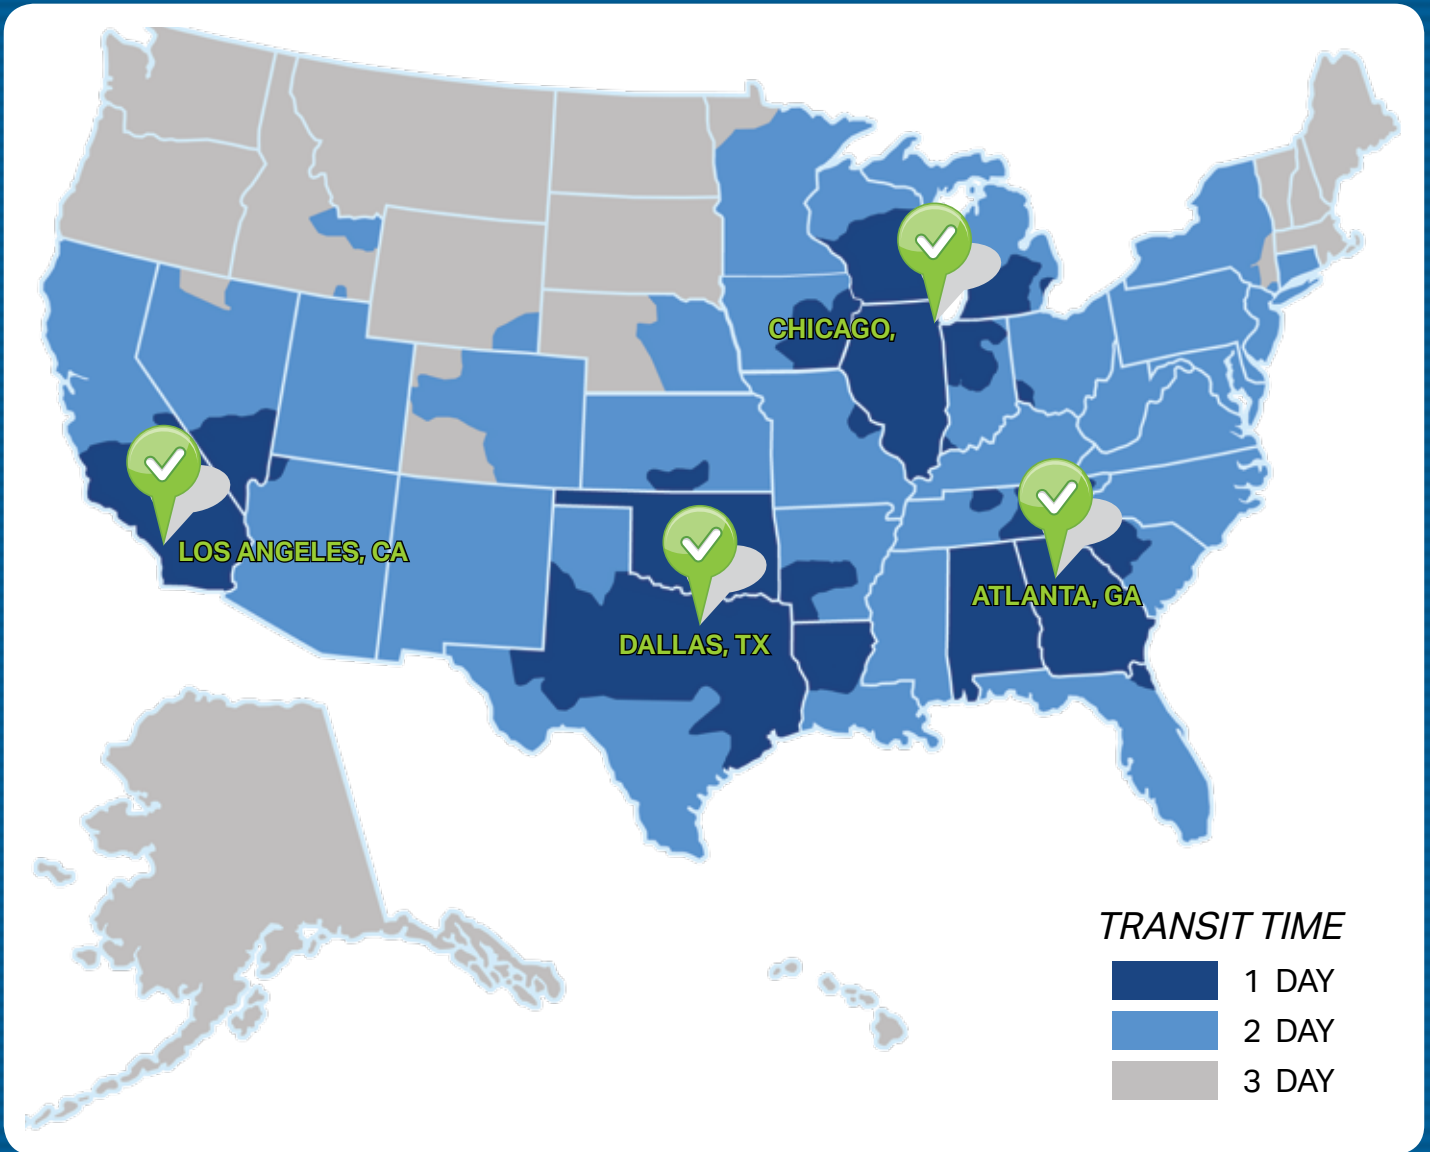 CHICAGO,
LOS ANGELES, CA
ATLANTA, GA
DALLAS, TX
TRANSIT TIME
1 DAY
2 DAY
3 DAY